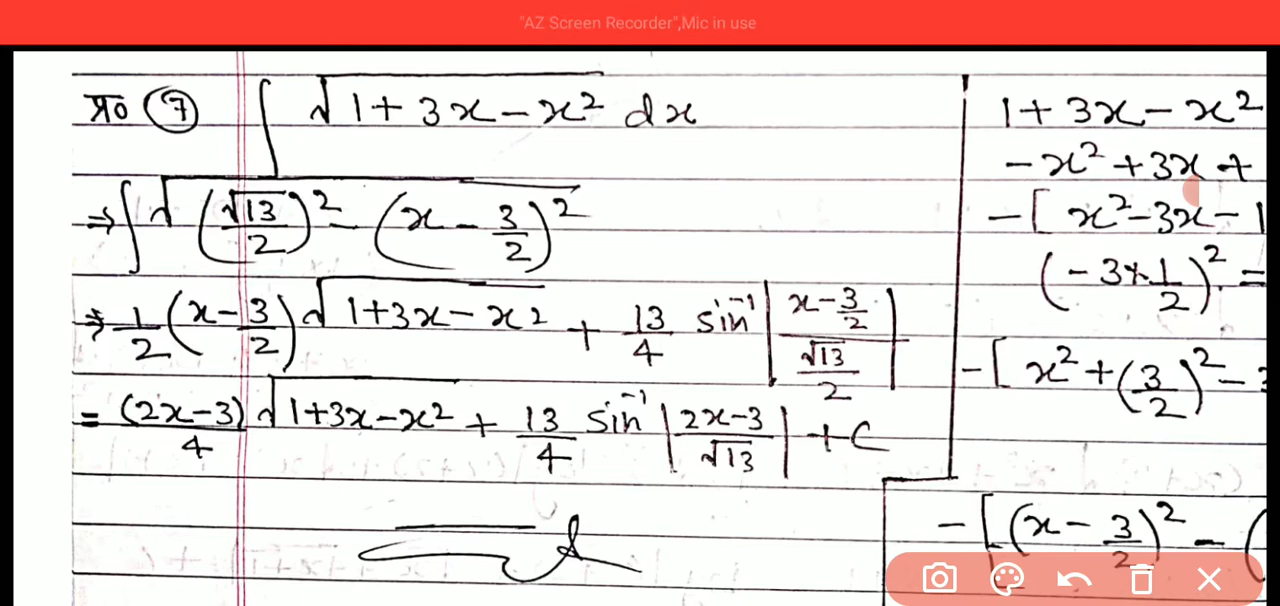 "AZ Screen Recorder",Mic in use
प्र० ⑦ ∫ √1+3x-x² dx
⇒ ∫ √(√13/2)² - (x - 3/2)²
⇒ 1/2 (x - 3/2) √1+3x-x² + 13/4 sin⁻¹ |x-3/2 / √13/2|
= (2x-3)/4 √1+3x-x² + 13/4 sin⁻¹ |2x-3/√13| + C
1+3x-x²
-x²+3x+
-[x²-3x-1
(-3×1/2)² =
-[x²+(3/2)²-
-[(x-3/2)²-(